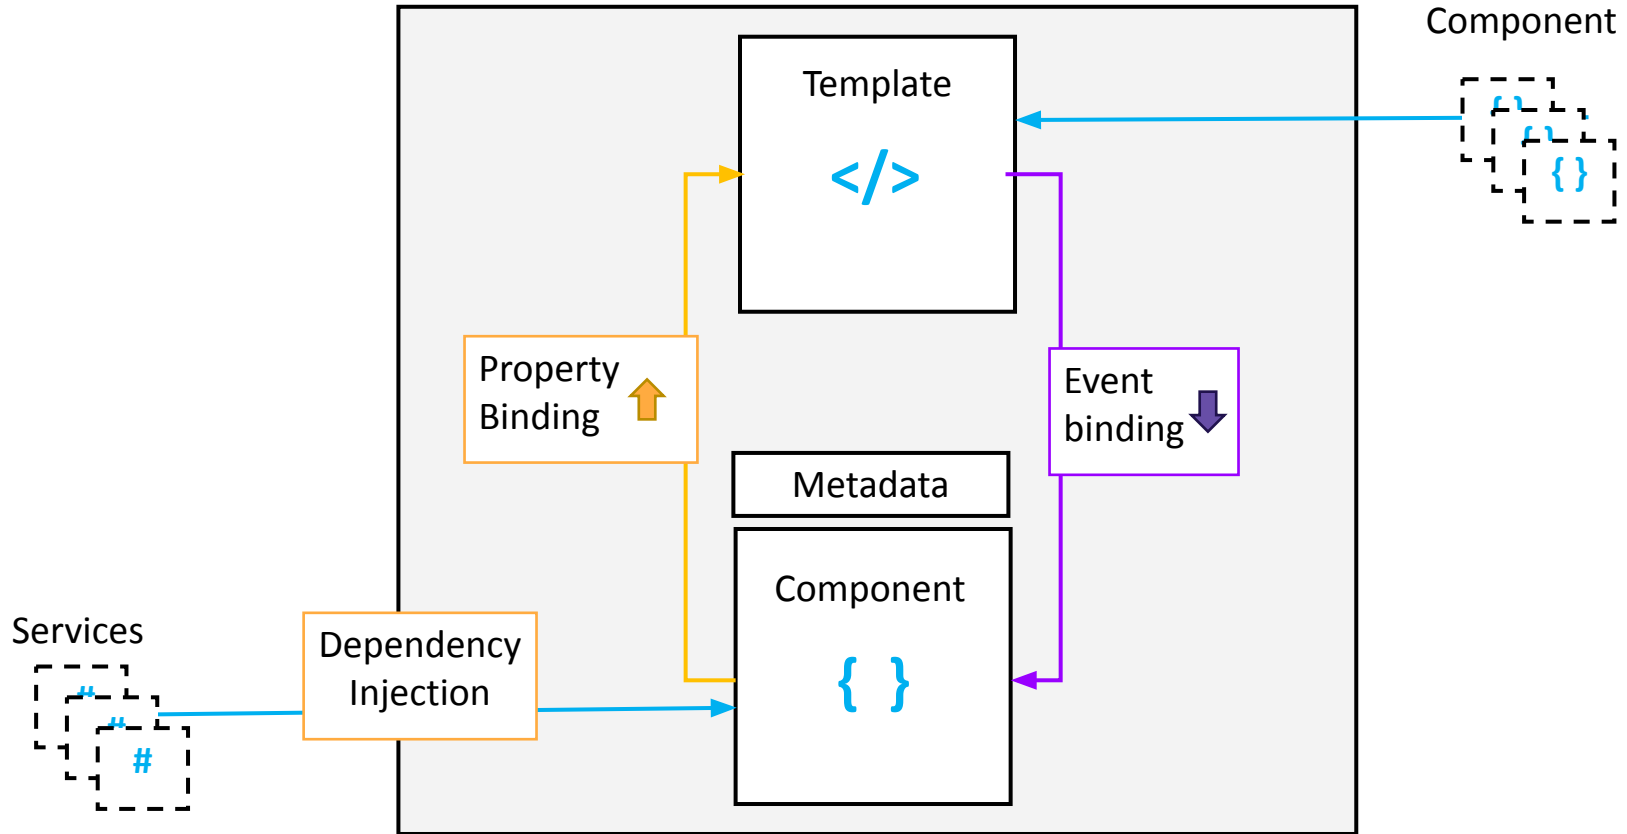 Component
Template
{ }
{ }
{ }
</>
Property
Binding
Event
binding
Metadata
Component
{ }
Services
Dependency
Injection
#
#
#